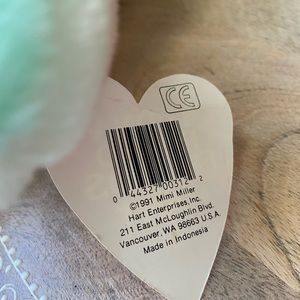 CE
0 44327 00312 2
©1991 Mimi Miller
Hart Enterprises, Inc.
211 East McLoughlin Blvd.
Vancouver, WA 98663 U.S.A.
Made in Indonesia